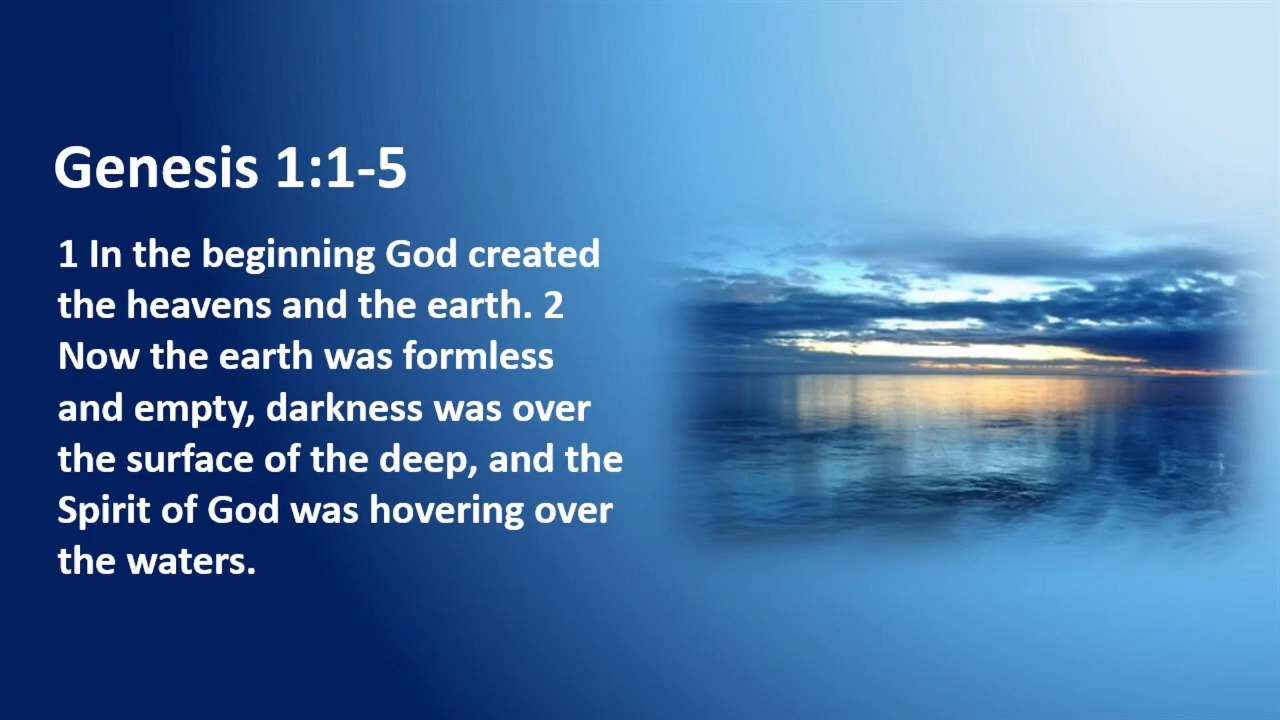 Genesis 1:1-5
1 In the beginning God created
the heavens and the earth. 2
Now the earth was formless
and empty, darkness was over
the surface of the deep, and the
Spirit of God was hovering over
the waters.